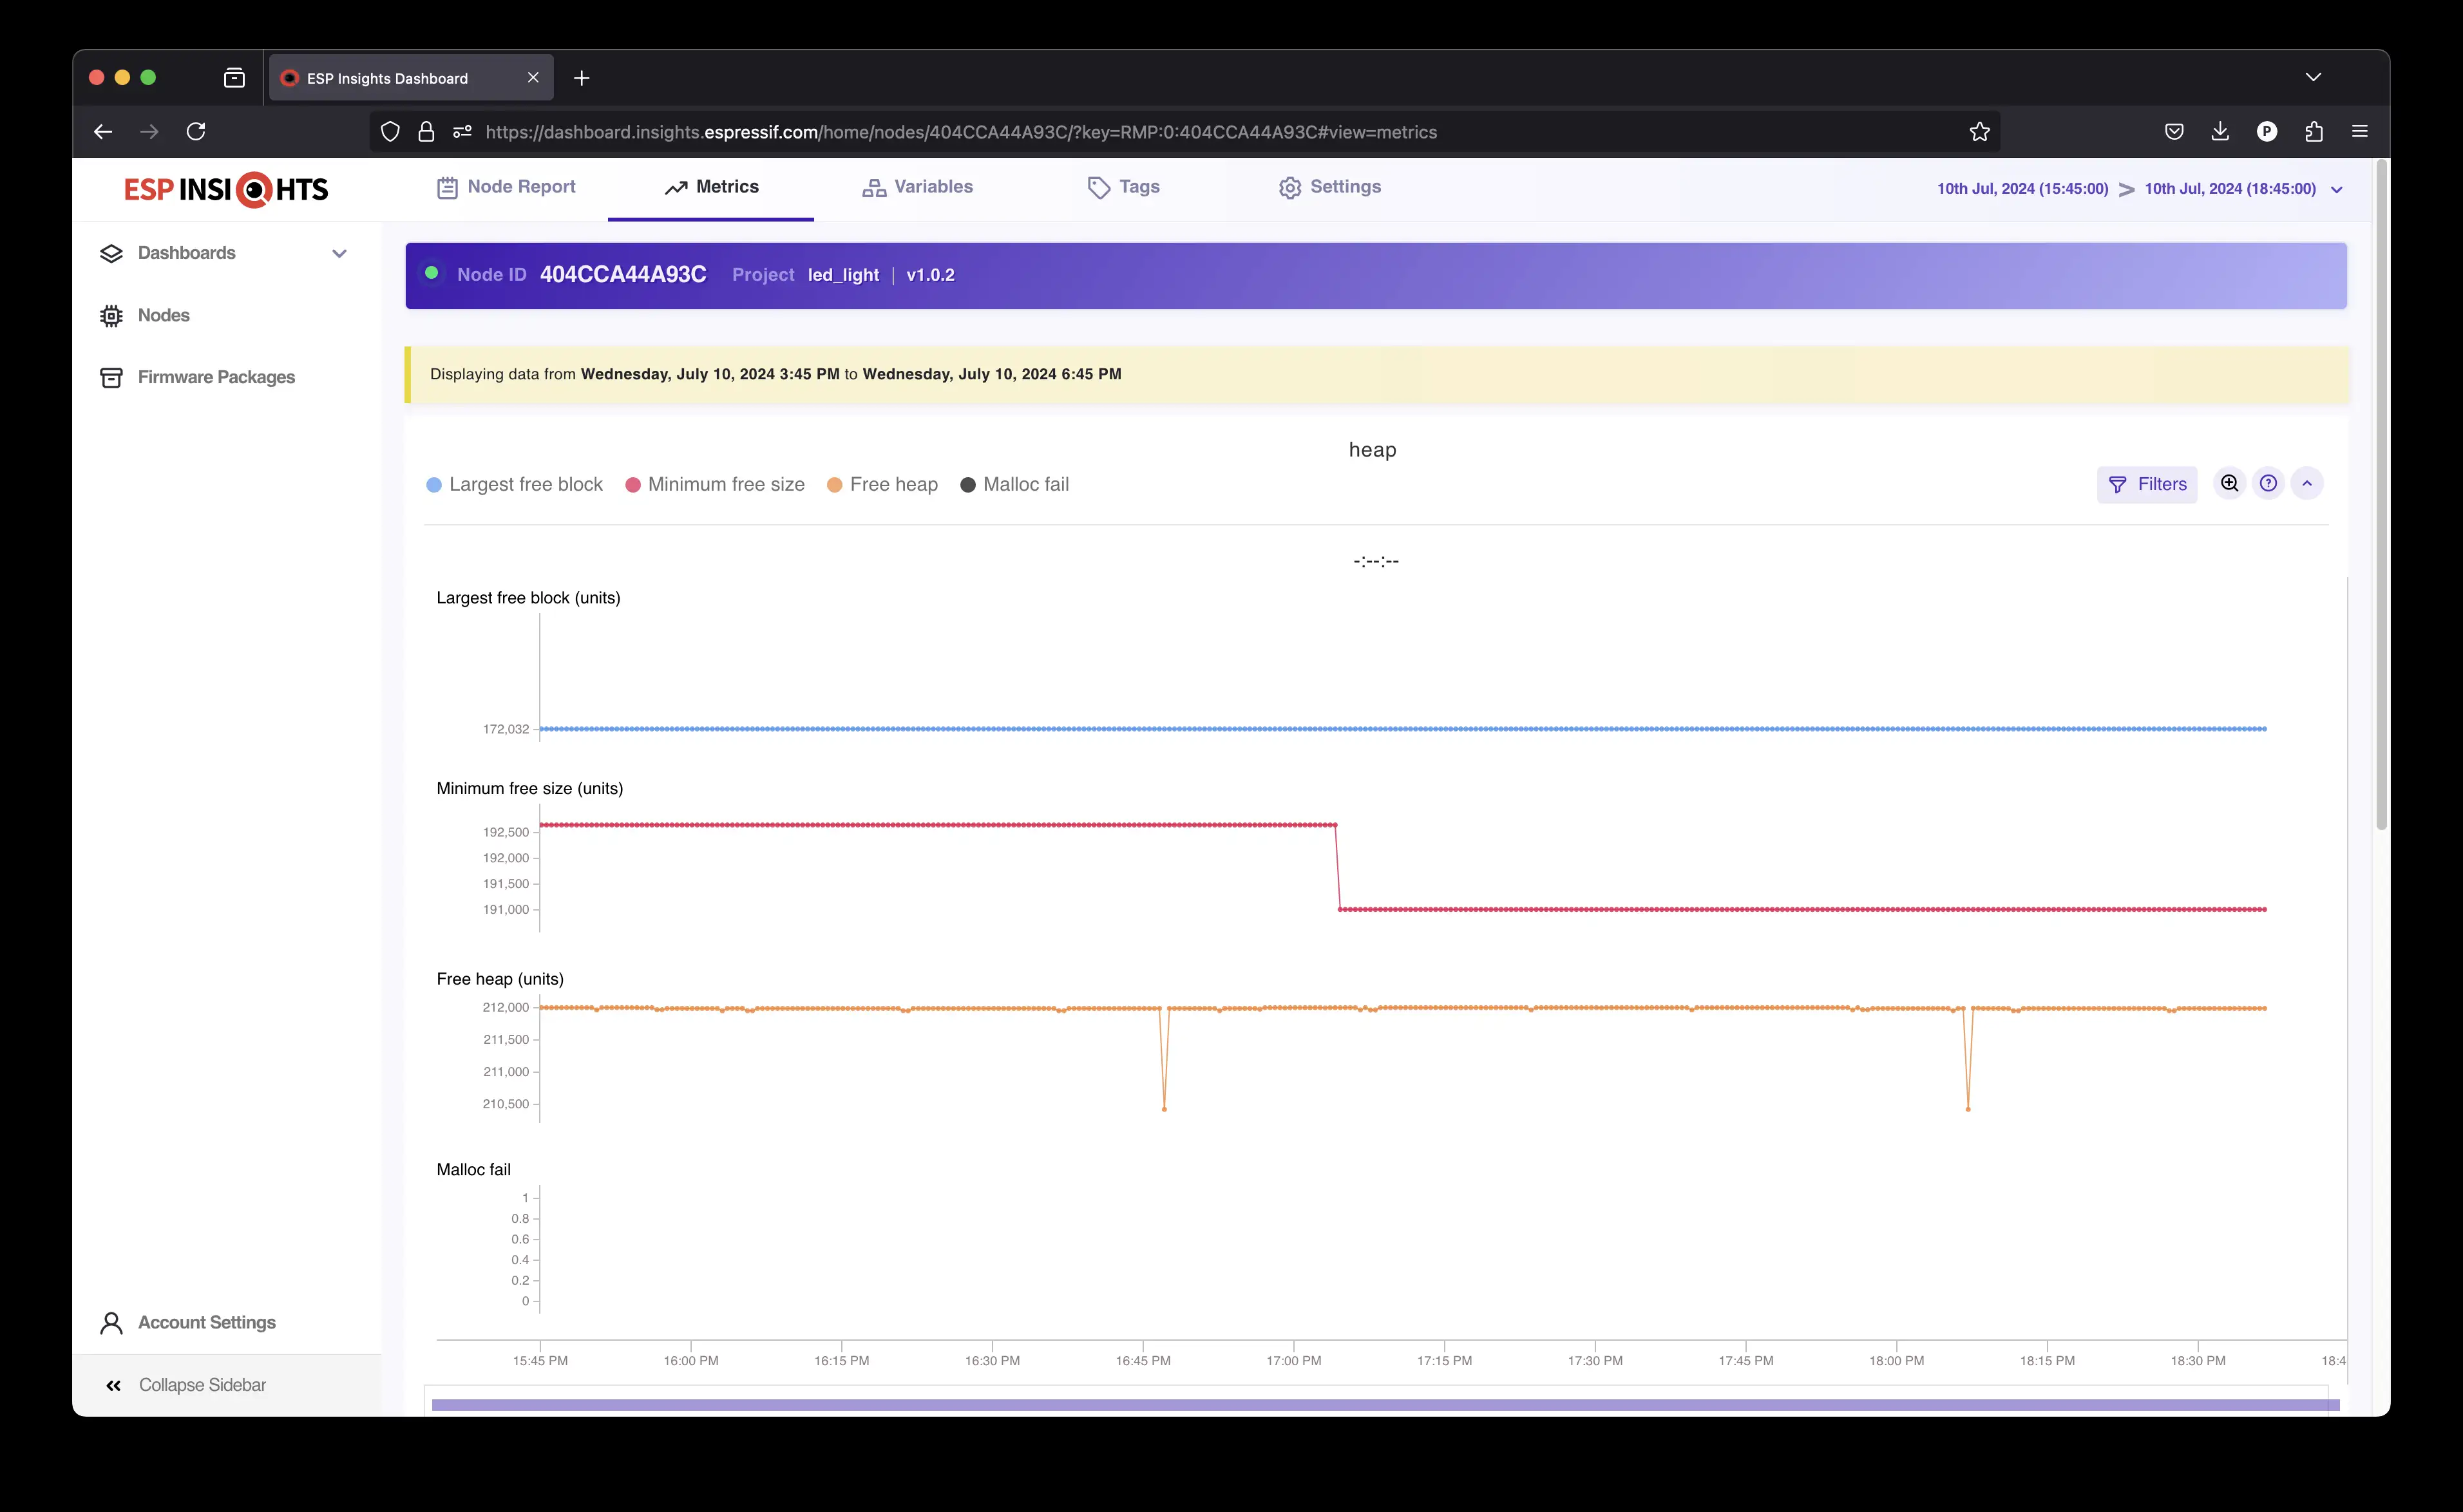 ESP Insights Dashboard
https://dashboard.insights.espressif.com/home/nodes/404CCA44A93C/?key=RMP:0:404CCA44A93C#view=metrics
P
ESP INSIGHTS
Node Report
Metrics
Variables
Tags
Settings
10th Jul, 2024 (15:45:00) > 10th Jul, 2024 (18:45:00)
Dashboards
Nodes
Firmware Packages
Node ID 404CCA44A93C Project led_light | v1.0.2
Displaying data from Wednesday, July 10, 2024 3:45 PM to Wednesday, July 10, 2024 6:45 PM
heap
Largest free block Minimum free size Free heap Malloc fail
Filters
?
-:--:--
Largest free block (units)
172,032
Minimum free size (units)
192,500
192,000
191,500
191,000
Free heap (units)
212,000
211,500
211,000
210,500
Malloc fail
1
0.8
0.6
0.4
0.2
0
15:45 PM 16:00 PM 16:15 PM 16:30 PM 16:45 PM 17:00 PM 17:15 PM 17:30 PM 17:45 PM 18:00 PM 18:15 PM 18:30 PM 18:4
Account Settings
Collapse Sidebar